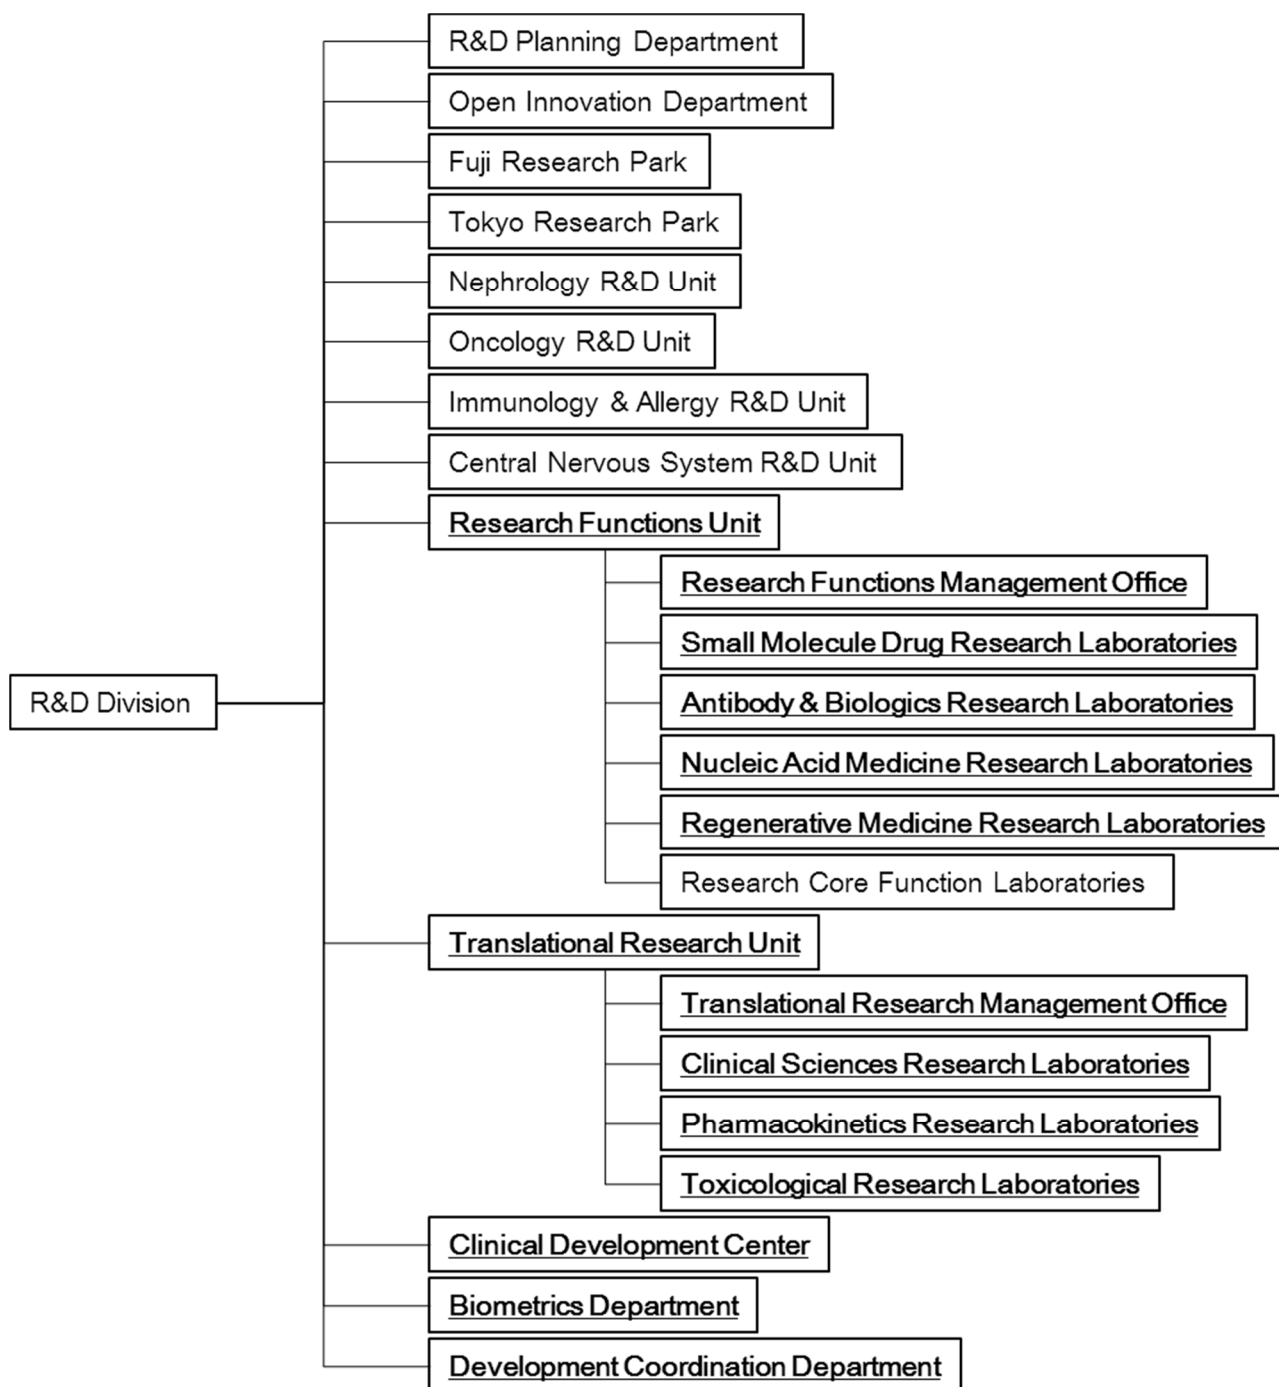 R&D Planning Department
Open Innovation Department
Fuji Research Park
Tokyo Research Park
Nephrology R&D Unit
Oncology R&D Unit
Immunology & Allergy R&D Unit
Central Nervous System R&D Unit
Research Functions Unit
Research Functions Management Office
Small Molecule Drug Research Laboratories
R&D Division
Antibody & Biologics Research Laboratories
Nucleic Acid Medicine Research Laboratories
Regenerative Medicine Research Laboratories
Research Core Function Laboratories
Translational Research Unit
Translational Research Management Office
Clinical Sciences Research Laboratories
Pharmacokinetics Research Laboratories
Toxicological Research Laboratories
Clinical Development Center
Biometrics Department
Development Coordination Department